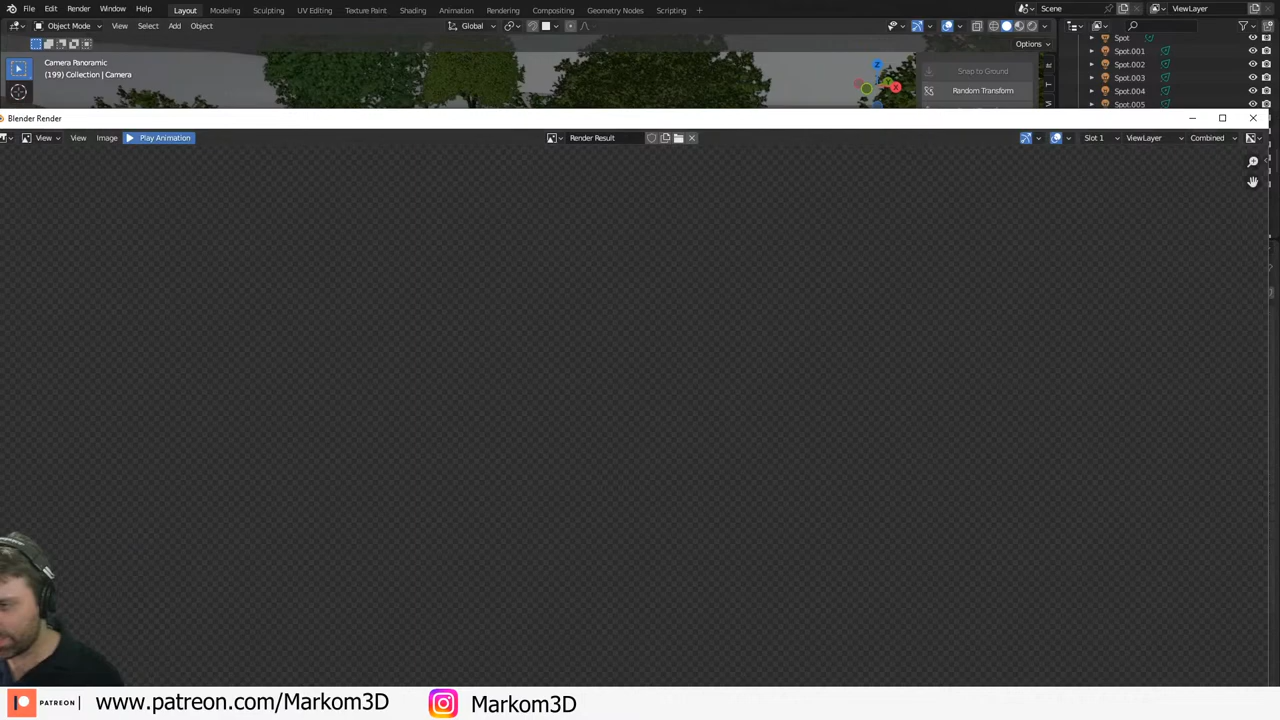 File Edit Render Window Help Layout Modeling Sculpting UV Editing Texture Paint Shading Animation Rendering Compositing Geometry Nodes Scripting + Scene ViewLayer
Object Mode View Select Add Object Global
Options
Camera Panoramic
(199) Collection | Camera
Z
X
Snap to Ground
Random Transform
Spot
Spot.001
Spot.002
Spot.003
Spot.004
Spot.005
Blender Render
View View Image Play Animation Render Result Slot 1 ViewLayer Combined
PATREON www.patreon.com/Markom3D Markom3D